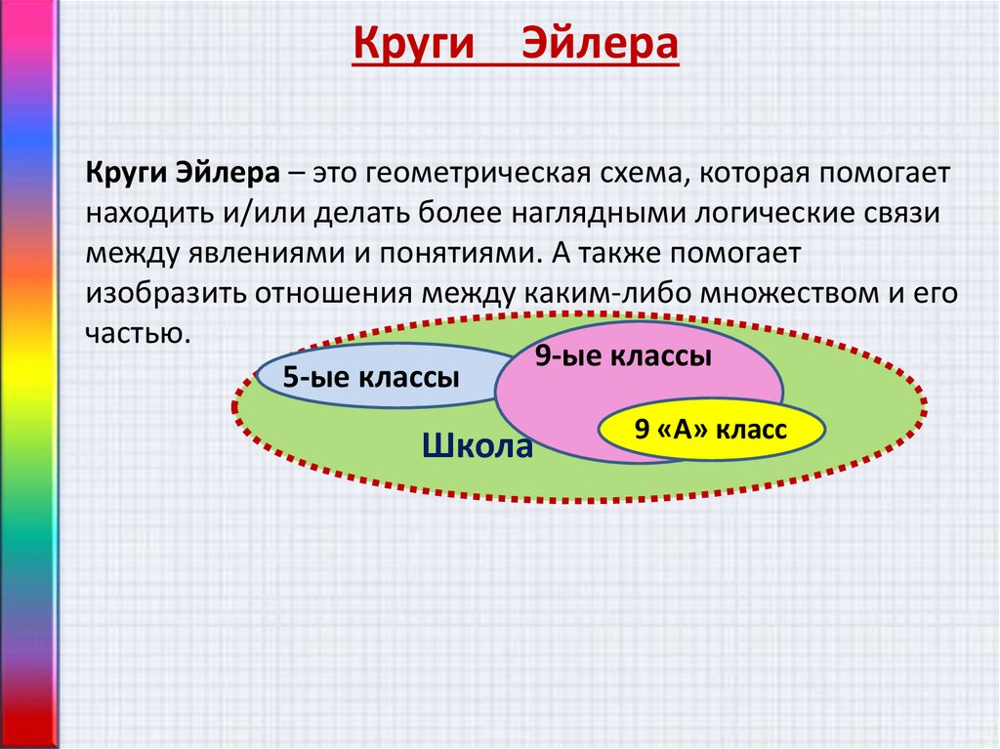 Круги Эйлера
Круги Эйлера – это геометрическая схема, которая помогает
находить и/или делать более наглядными логические связи
между явлениями и понятиями. А также помогает
изобразить отношения между каким-либо множеством и его
частью.
9-ые классы
5-ые классы
9 «А» класс
Школа